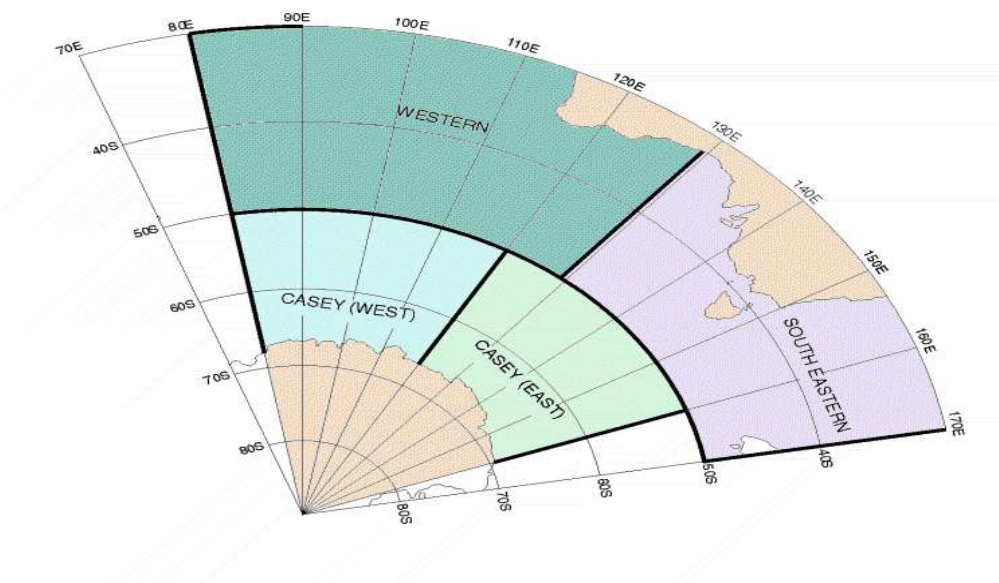 70E
80E
90E
100E
110E
120E
130E
140E
150E
160E
170E
40S
50S
60S
70S
80S
WESTERN
CASEY (WEST)
CASEY (EAST)
SOUTH EASTERN
80S
70S
60S
50S
40S